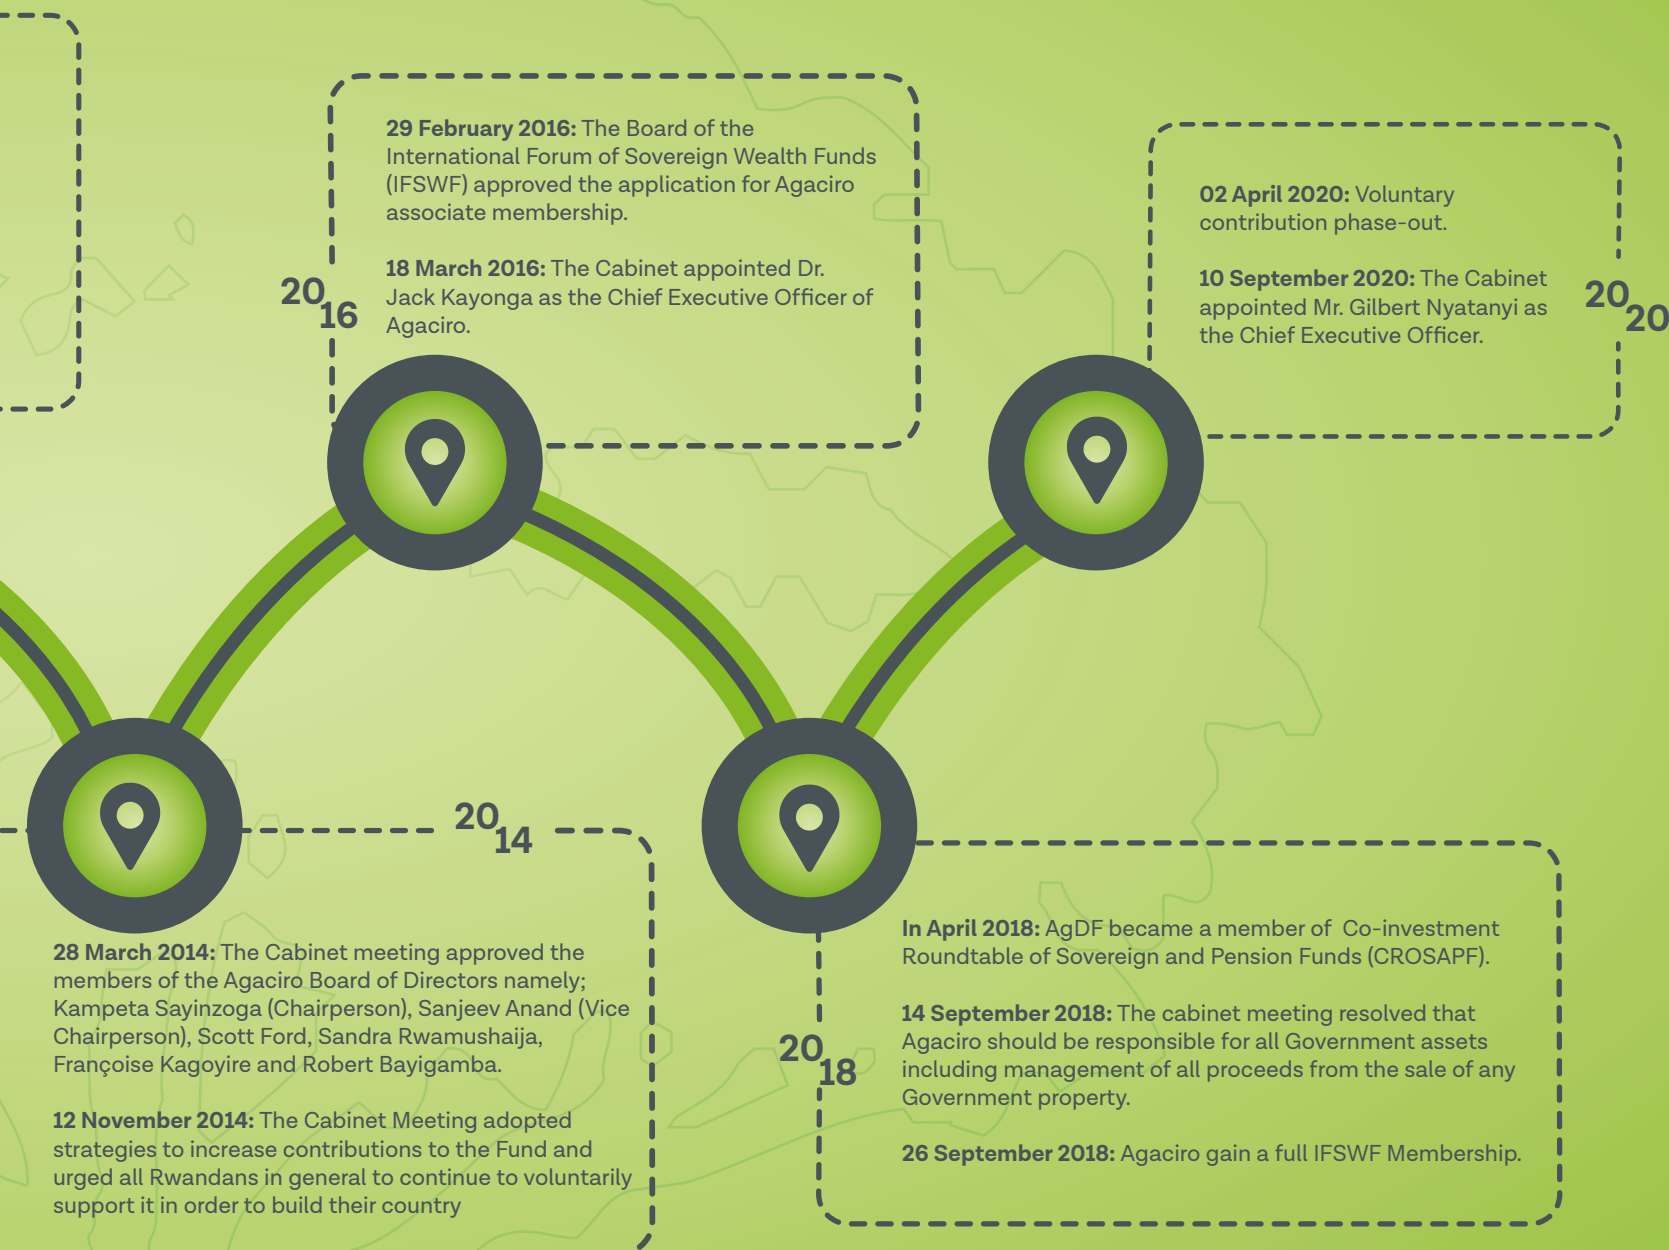 20
14
28 March 2014: The Cabinet meeting approved the
members of the Agaciro Board of Directors namely;
Kampeta Sayinzoga (Chairperson), Sanjeev Anand (Vice
Chairperson), Scott Ford, Sandra Rwamushaija,
Françoise Kagoyire and Robert Bayigamba.
12 November 2014: The Cabinet Meeting adopted
strategies to increase contributions to the Fund and
urged all Rwandans in general to continue to voluntarily
support it in order to build their country
20
16
29 February 2016: The Board of the
International Forum of Sovereign Wealth Funds
(IFSWF) approved the application for Agaciro
associate membership.
18 March 2016: The Cabinet appointed Dr.
Jack Kayonga as the Chief Executive Officer of
Agaciro.
20
18
In April 2018: AgDF became a member of  Co-investment
Roundtable of Sovereign and Pension Funds (CROSAPF).
14 September 2018: The cabinet meeting resolved that
Agaciro should be responsible for all Government assets
including management of all proceeds from the sale of any
Government property.
26 September 2018: Agaciro gain a full IFSWF Membership.
20
20
02 April 2020: Voluntary
contribution phase-out.
10 September 2020: The Cabinet
appointed Mr. Gilbert Nyatanyi as
the Chief Executive Officer.